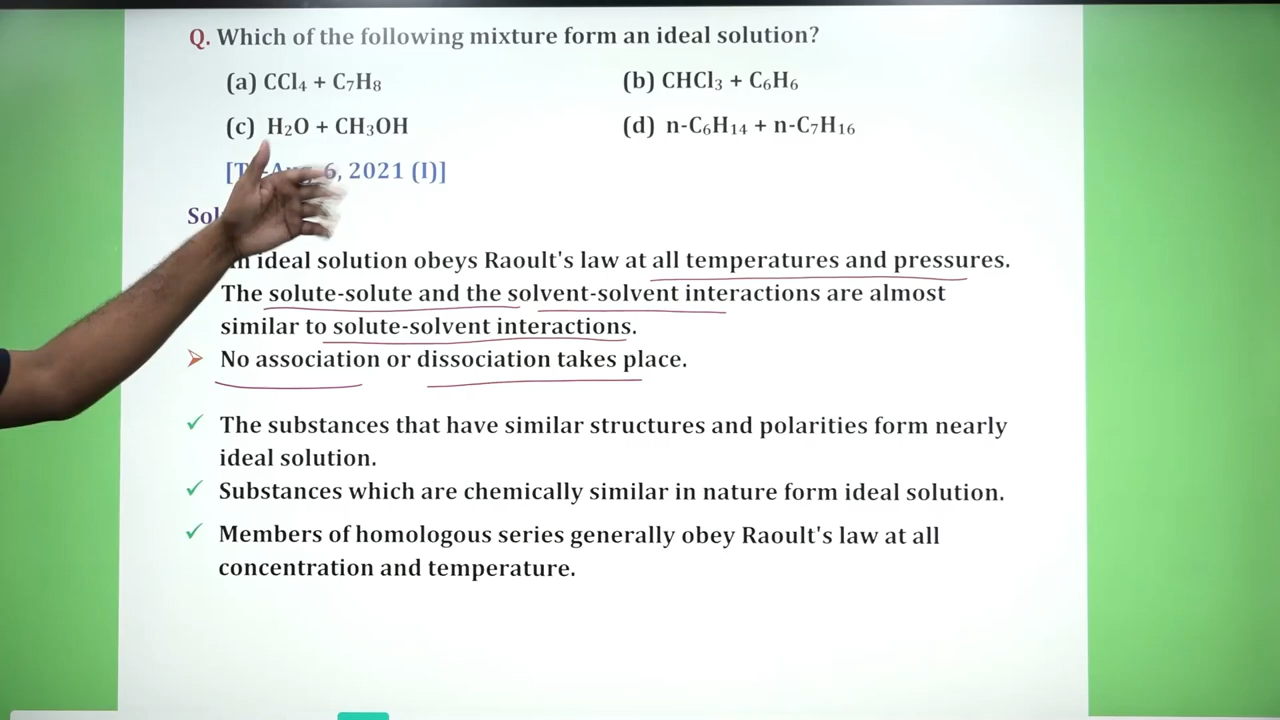 Q. Which of the following mixture form an ideal solution?
(a) CCl₄ + C₇H₈
(b) CHCl₃ + C₆H₆
(c) H₂O + CH₃OH
(d) n-C₆H₁₄ + n-C₇H₁₆
6, 2021 (I)]
ideal solution obeys Raoult's law at all temperatures and pressures.
The solute-solute and the solvent-solvent interactions are almost
similar to solute-solvent interactions.
➢ No association or dissociation takes place.
✓ The substances that have similar structures and polarities form nearly
ideal solution.
✓ Substances which are chemically similar in nature form ideal solution.
✓ Members of homologous series generally obey Raoult's law at all
concentration and temperature.